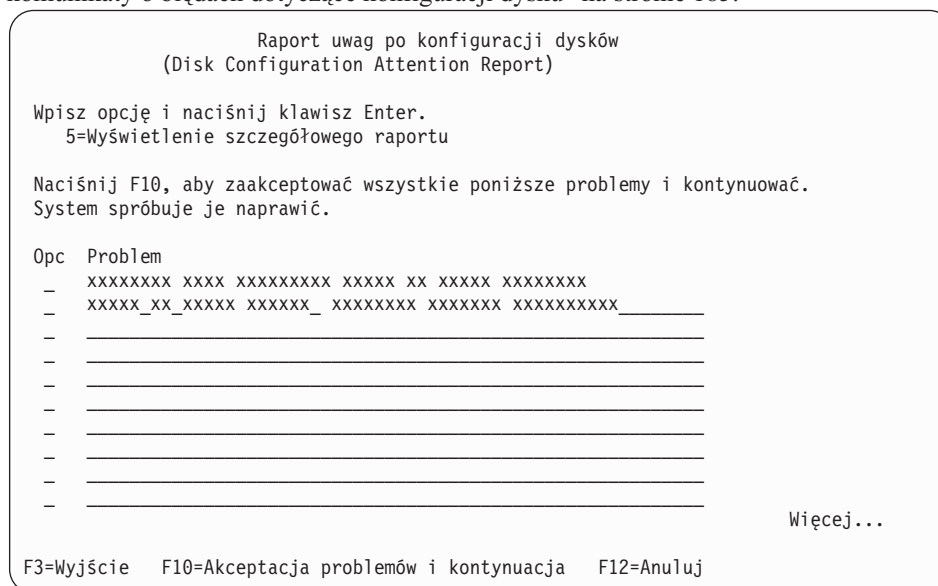 komunikaty o błędach dotyczące konfiguracji dysku" na stronie 183.
Raport uwag po konfiguracji dysków
(Disk Configuration Attention Report)
Wpisz opcję i naciśnij klawisz Enter.
5=Wyświetlenie szczegółowego raportu
Naciśnij F10, aby zaakceptować wszystkie poniższe problemy i kontynuować.
System spróbuje je naprawić.
Opc Problem
_ xxxxxxxx xxxx xxxxxxxxx xxxxx xx xxxxx xxxxxxxx
_ xxxxx_xx_xxxxx xxxxxx_ xxxxxxxx xxxxxxx xxxxxxxxxx________
Więcej...
F3=Wyjście F10=Akceptacja problemów i kontynuacja F12=Anuluj